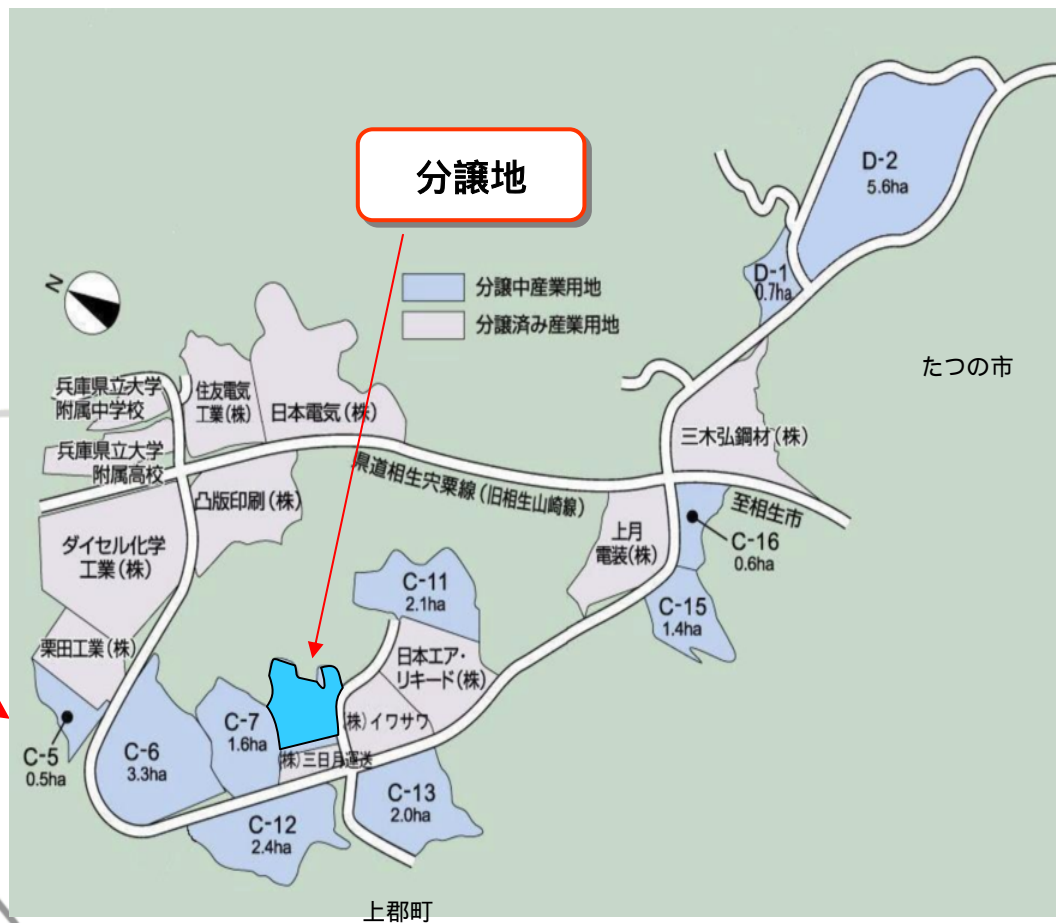 分譲地
D-2
5.6ha
D-1
0.7ha
N
分譲中産業用地
分譲済み産業用地
たつの市
兵庫県立大学
附属中学校
住友電気
工業(株)
日本電気(株)
兵庫県立大学
附属高校
三木弘鋼材(株)
県道相生宍粟線(旧相生山崎線)
凸版印刷(株)
至相生市
上月
電装(株)
C-16
0.6ha
ダイセル化学
工業(株)
C-11
2.1ha
C-15
1.4ha
栗田工業(株)
日本エア・
リキード(株)
C-7
1.6ha
(株)イワサワ
C-5
0.5ha
C-6
3.3ha
(株)三日月運送
C-13
2.0ha
C-12
2.4ha
上郡町